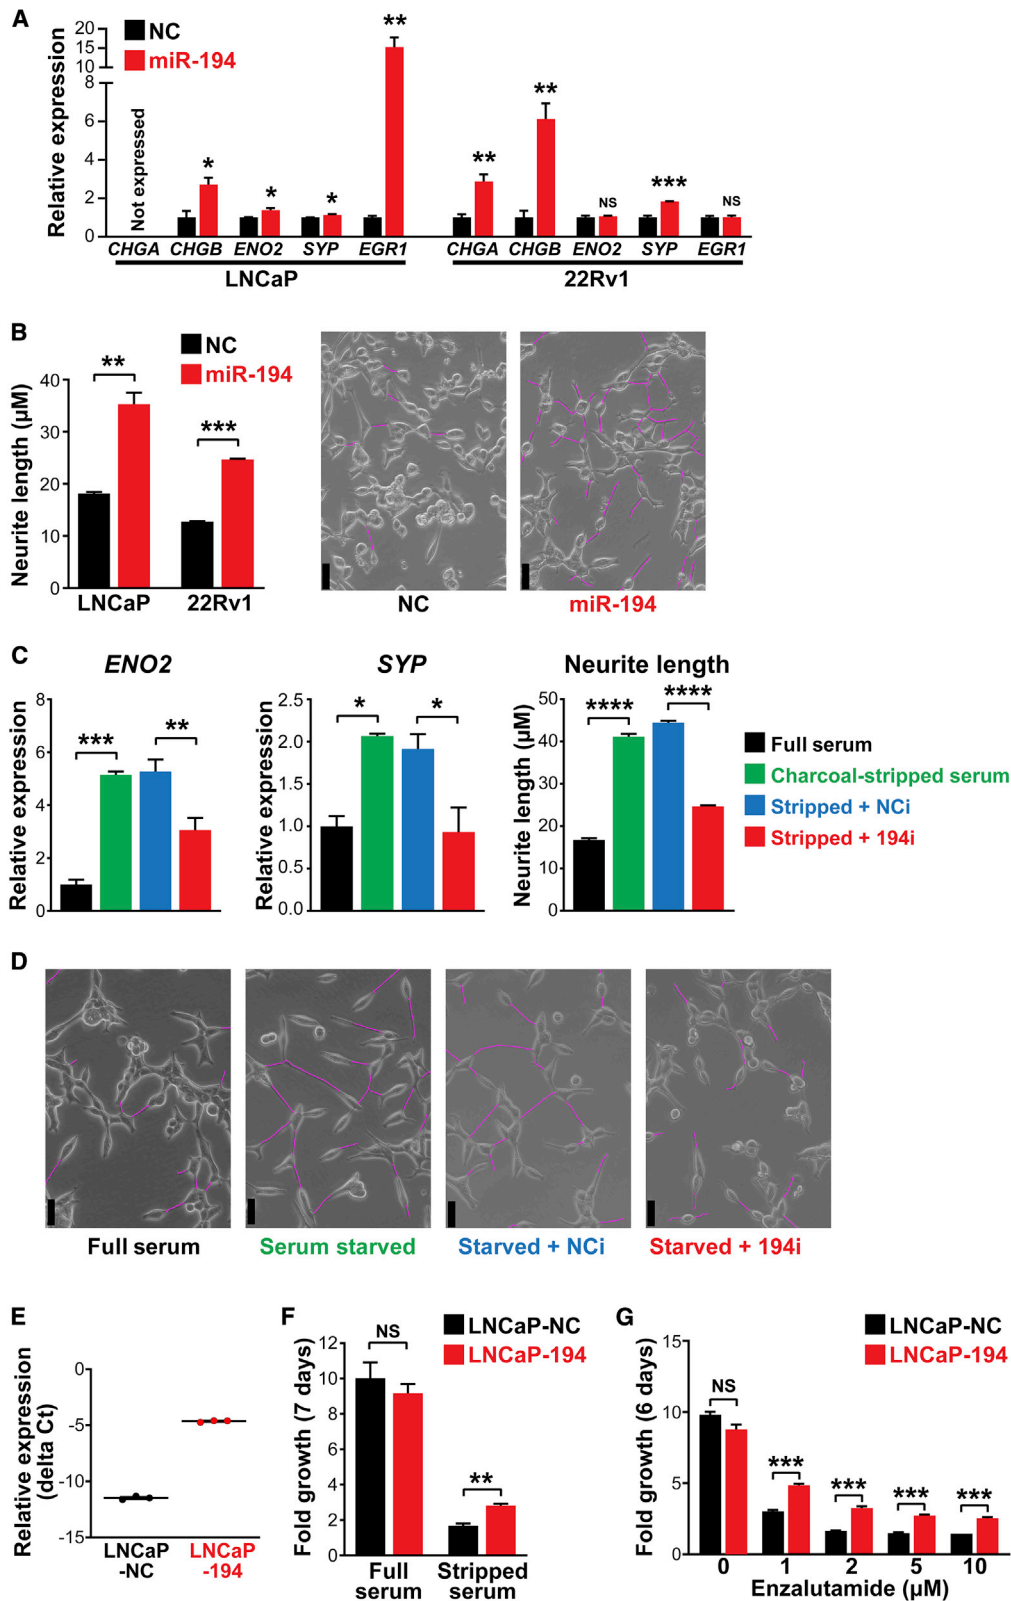 A
NC
miR-194
Relative expression
20
15
10
8
6
4
2
0
Not expressed
*
*
*
**
**
**
NS
***
NS
CHGA CHGB ENO2 SYP EGR1
CHGA CHGB ENO2 SYP EGR1
LNCaP
22Rv1
B
NC
miR-194
Neurite length (µM)
40
30
20
10
0
**
***
LNCaP 22Rv1
NC
miR-194
C
ENO2
Relative expression
8
6
4
2
0
***
**
SYP
Relative expression
2.5
2.0
1.5
1.0
0.5
0.0
*
*
Neurite length
Neurite length (µM)
50
40
30
20
10
0
****
****
Full serum
Charcoal-stripped serum
Stripped + NCi
Stripped + 194i
D
Full serum
Serum starved
Starved + NCi
Starved + 194i
E
Relative expression
(delta Ct)
0
-5
-10
-15
LNCaP
-NC
LNCaP
-194
F
LNCaP-NC
LNCaP-194
Fold growth (7 days)
12
10
8
6
4
2
0
NS
**
Full
serum
Stripped
serum
G
LNCaP-NC
LNCaP-194
Fold growth (6 days)
15
10
5
0
NS
***
***
***
***
0 1 2 5 10
Enzalutamide (µM)